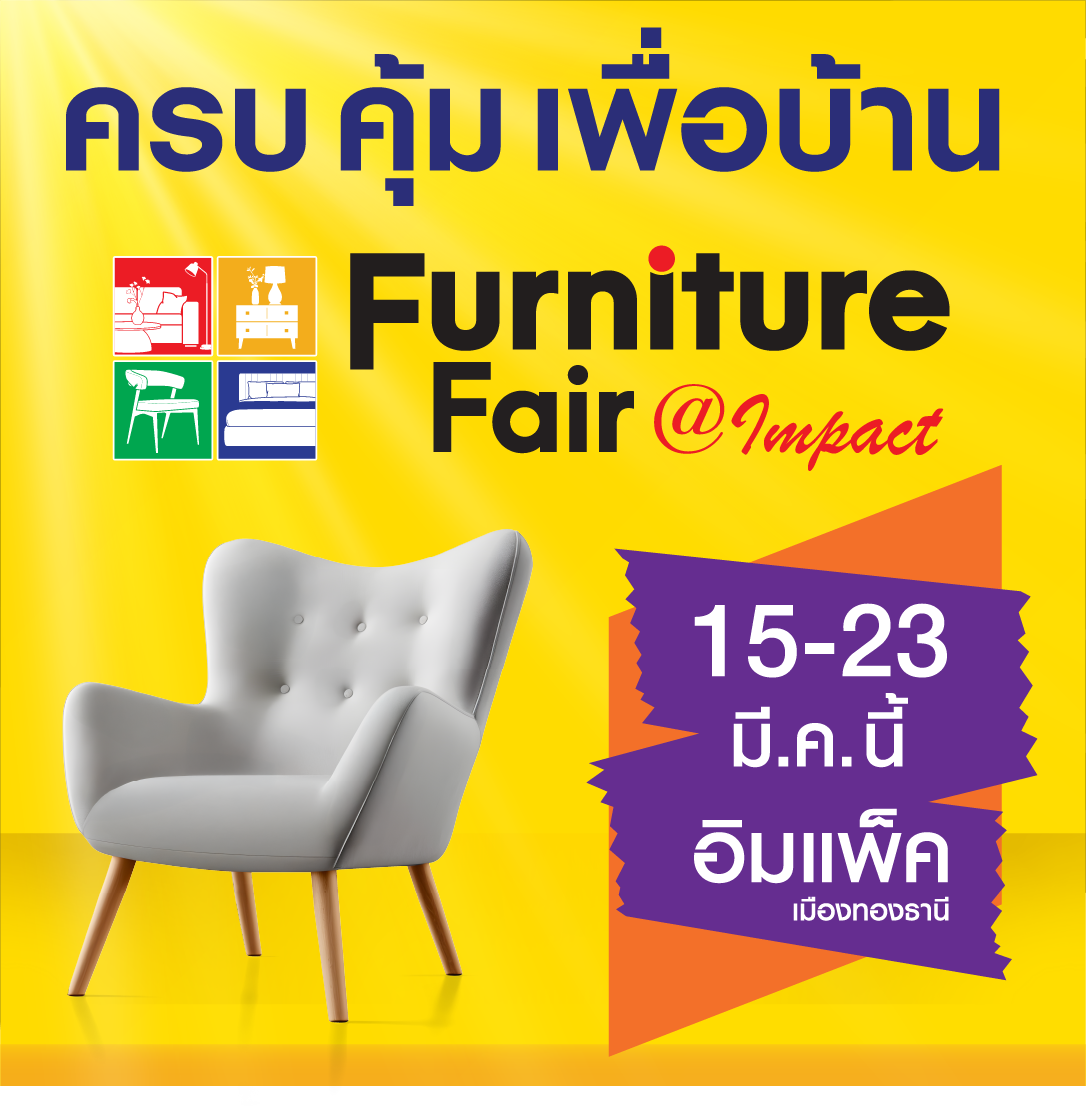 ครบ คุ้ม เพื่อบ้าน
Furniture
Fair @Impact
15-23
มี.ค.นี้
อิมแพ็ค
เมืองทองธานี